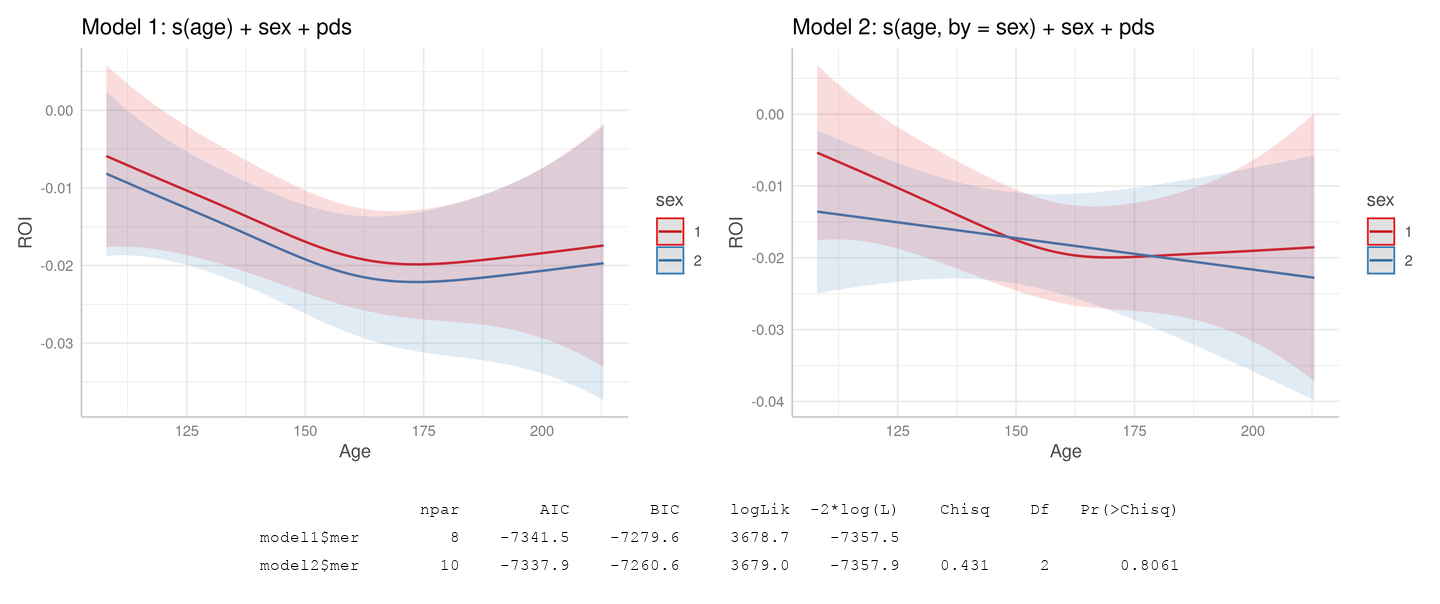 Model 1: s(age) + sex + pds
ROI
0.00
-0.01
-0.02
-0.03
125 150 175 200
Age
sex
1
2
Model 2: s(age, by = sex) + sex + pds
ROI
0.00
-0.01
-0.02
-0.03
-0.04
125 150 175 200
Age
sex
1
2
npar AIC BIC logLik -2*log(L) Chisq Df Pr(>Chisq)
model1$mer 8 -7341.5 -7279.6 3678.7 -7357.5
model2$mer 10 -7337.9 -7260.6 3679.0 -7357.9 0.431 2 0.8061